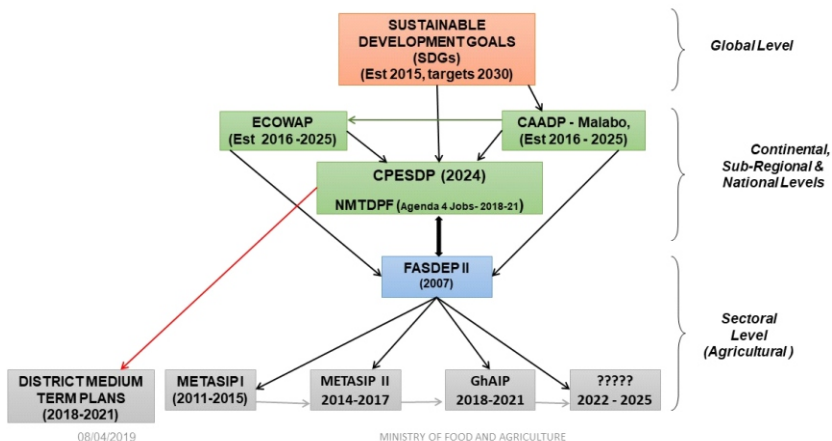 SUSTAINABLE
DEVELOPMENT GOALS
(SDGs)
(Est 2015, targets 2030)
Global Level
ECOWAP
(Est 2016 -2025)
CAADP - Malabo,
(Est 2016 - 2025)
Continental,
Sub-Regional &
National Levels
CPESDP (2024)
NMTDPF (Agenda 4 Jobs- 2018-21)
FASDEP II
(2007)
Sectoral
Level
(Agricultural )
DISTRICT MEDIUM
TERM PLANS
(2018-2021)
METASIP I
(2011-2015)
METASIP II
2014-2017
GhAIP
2018-2021
?????
2022 - 2025
08/04/2019
MINISTRY OF FOOD AND AGRICULTURE